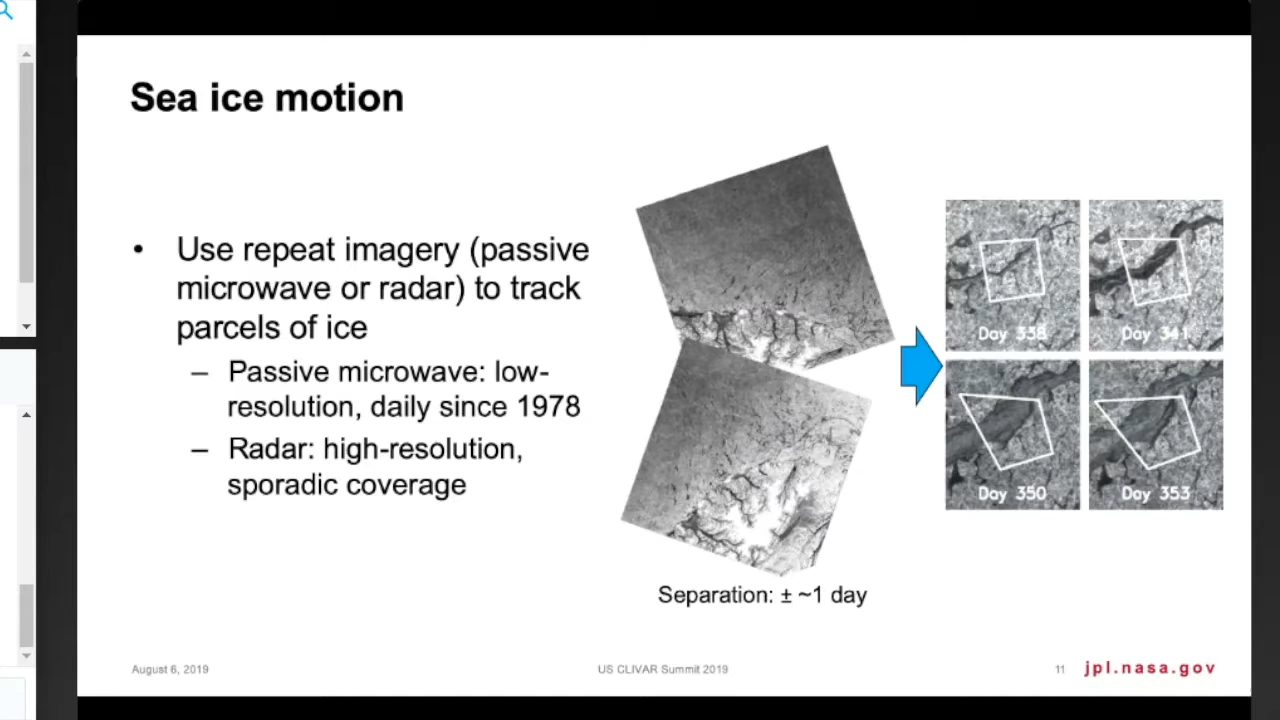 Sea ice motion
• Use repeat imagery (passive
microwave or radar) to track
parcels of ice
– Passive microwave: low-
resolution, daily since 1978
– Radar: high-resolution,
sporadic coverage
Day 338
Day 341
Day 350
Day 353
Separation: ± ~1 day
August 6, 2019
US CLIVAR Summit 2019
11
jpl.nasa.gov